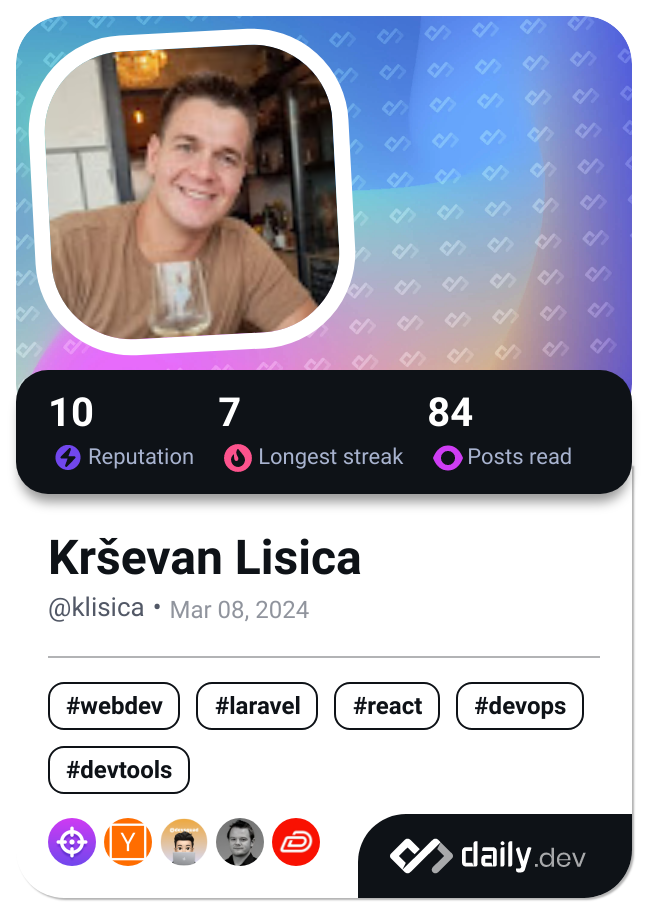 10 7 84
Reputation Longest streak Posts read
Krševan Lisica
@klisica • Mar 08, 2024
#webdev #laravel #react #devops
#devtools
Y
daily.dev